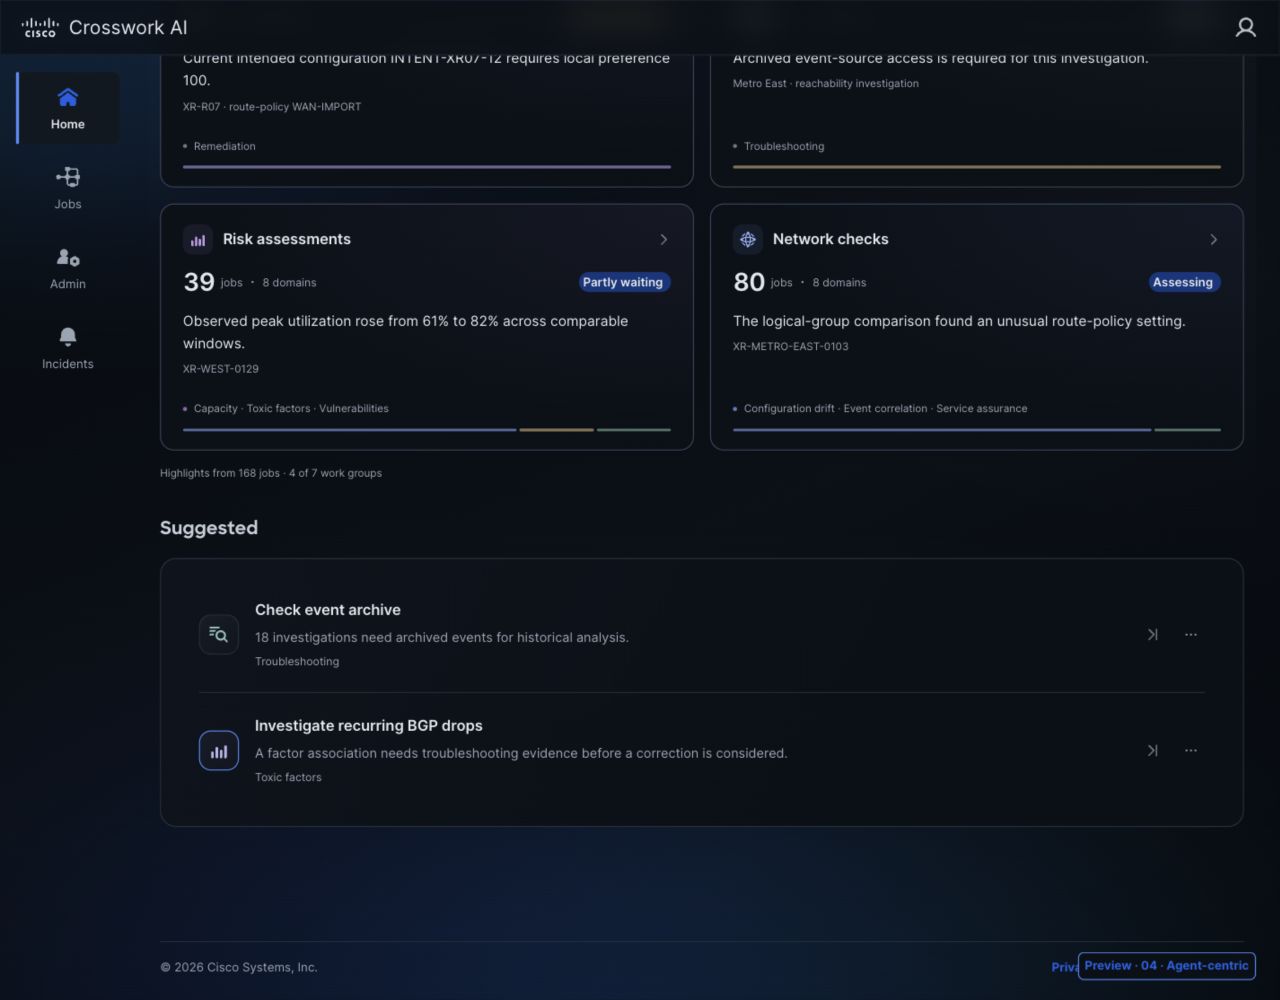 CISCO Crosswork AI
Home
Jobs
Admin
Incidents
Current intended configuration INTENT-XR07-12 requires local preference
100.
XR-R07 · route-policy WAN-IMPORT
Remediation
Archived event-source access is required for this investigation.
Metro East · reachability investigation
Troubleshooting
Risk assessments
39 jobs · 8 domains
Partly waiting
Observed peak utilization rose from 61% to 82% across comparable
windows.
XR-WEST-0129
Capacity · Toxic factors · Vulnerabilities
Network checks
80 jobs · 8 domains
Assessing
The logical-group comparison found an unusual route-policy setting.
XR-METRO-EAST-0103
Configuration drift · Event correlation · Service assurance
Highlights from 168 jobs · 4 of 7 work groups
Suggested
Check event archive
18 investigations need archived events for historical analysis.
Troubleshooting
Investigate recurring BGP drops
A factor association needs troubleshooting evidence before a correction is considered.
Toxic factors
© 2026 Cisco Systems, Inc.
Preview · 04 · Agent-centric